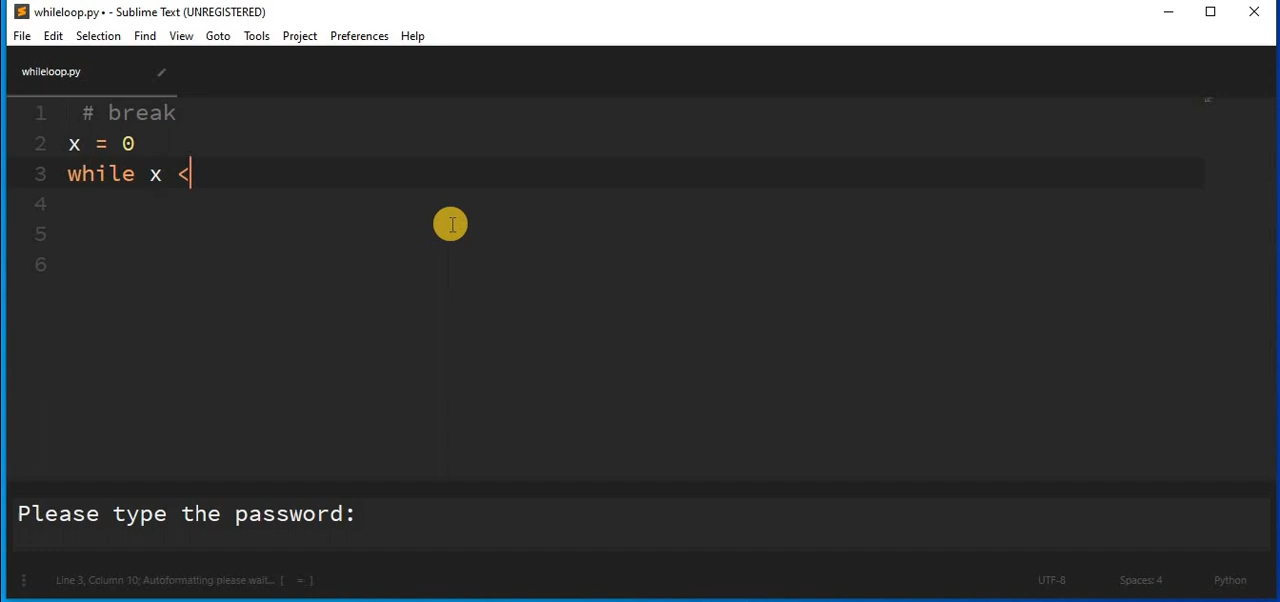 whileloop.py • - Sublime Text (UNREGISTERED)
File Edit Selection Find View Goto Tools Project Preferences Help
whileloop.py
1 # break
2 x = 0
3 while x <
4
5
6
Please type the password:
Line 3, Column 10; Autoformatting please wait... [ = ] UTF-8 Spaces: 4 Python